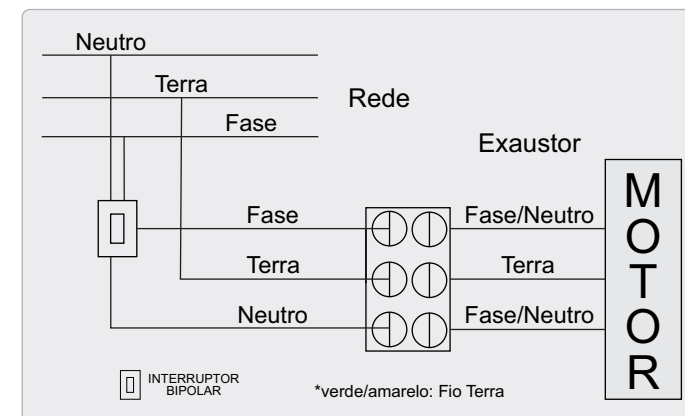 Neutro
Terra
Rede
Fase
Exaustor
Fase
Fase/Neutro
Terra
Terra
Neutro
Fase/Neutro
MOTOR
INTERRUPTOR
BIPOLAR
*verde/amarelo: Fio Terra